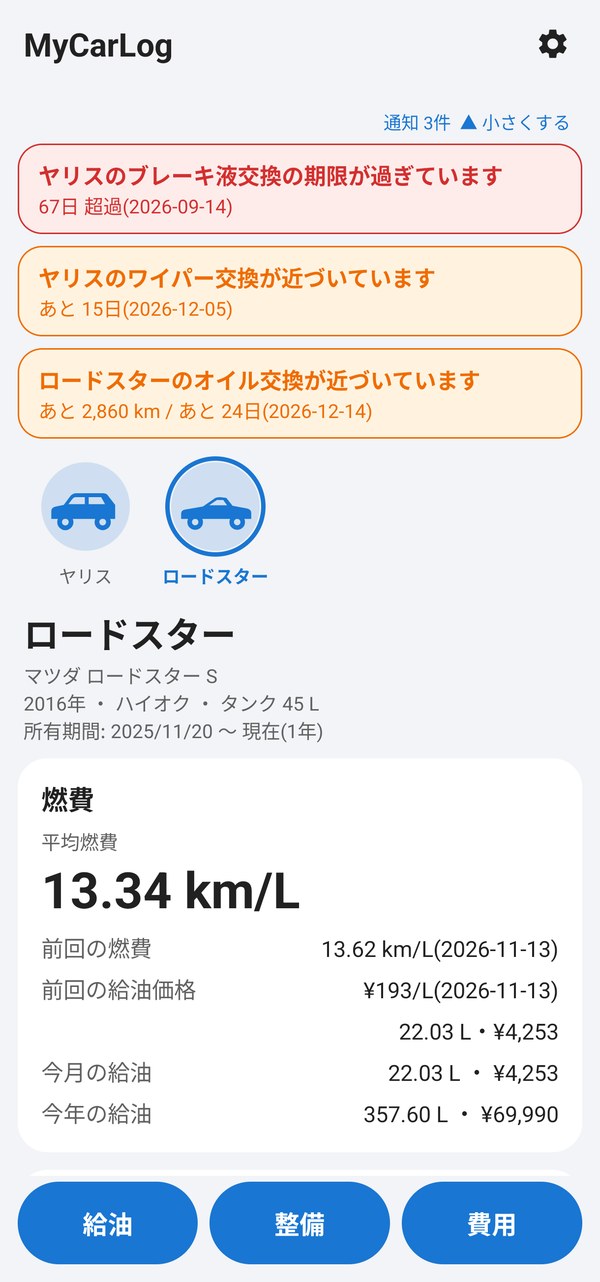 MyCarLog
通知 3件 ▲ 小さくする
ヤリスのブレーキ液交換の期限が過ぎています
67日 超過(2026-09-14)
ヤリスのワイパー交換が近づいています
あと 15日(2026-12-05)
ロードスターのオイル交換が近づいています
あと 2,860 km / あと 24日(2026-12-14)
ヤリス
ロードスター
ロードスター
マツダ ロードスター S
2016年 ・ ハイオク ・ タンク 45 L
所有期間: 2025/11/20 〜 現在(1年)
燃費
平均燃費
13.34 km/L
前回の燃費 13.62 km/L(2026-11-13)
前回の給油価格 ¥193/L(2026-11-13)
22.03 L・¥4,253
今月の給油 22.03 L ・ ¥4,253
今年の給油 357.60 L ・ ¥69,990
給油 整備 費用